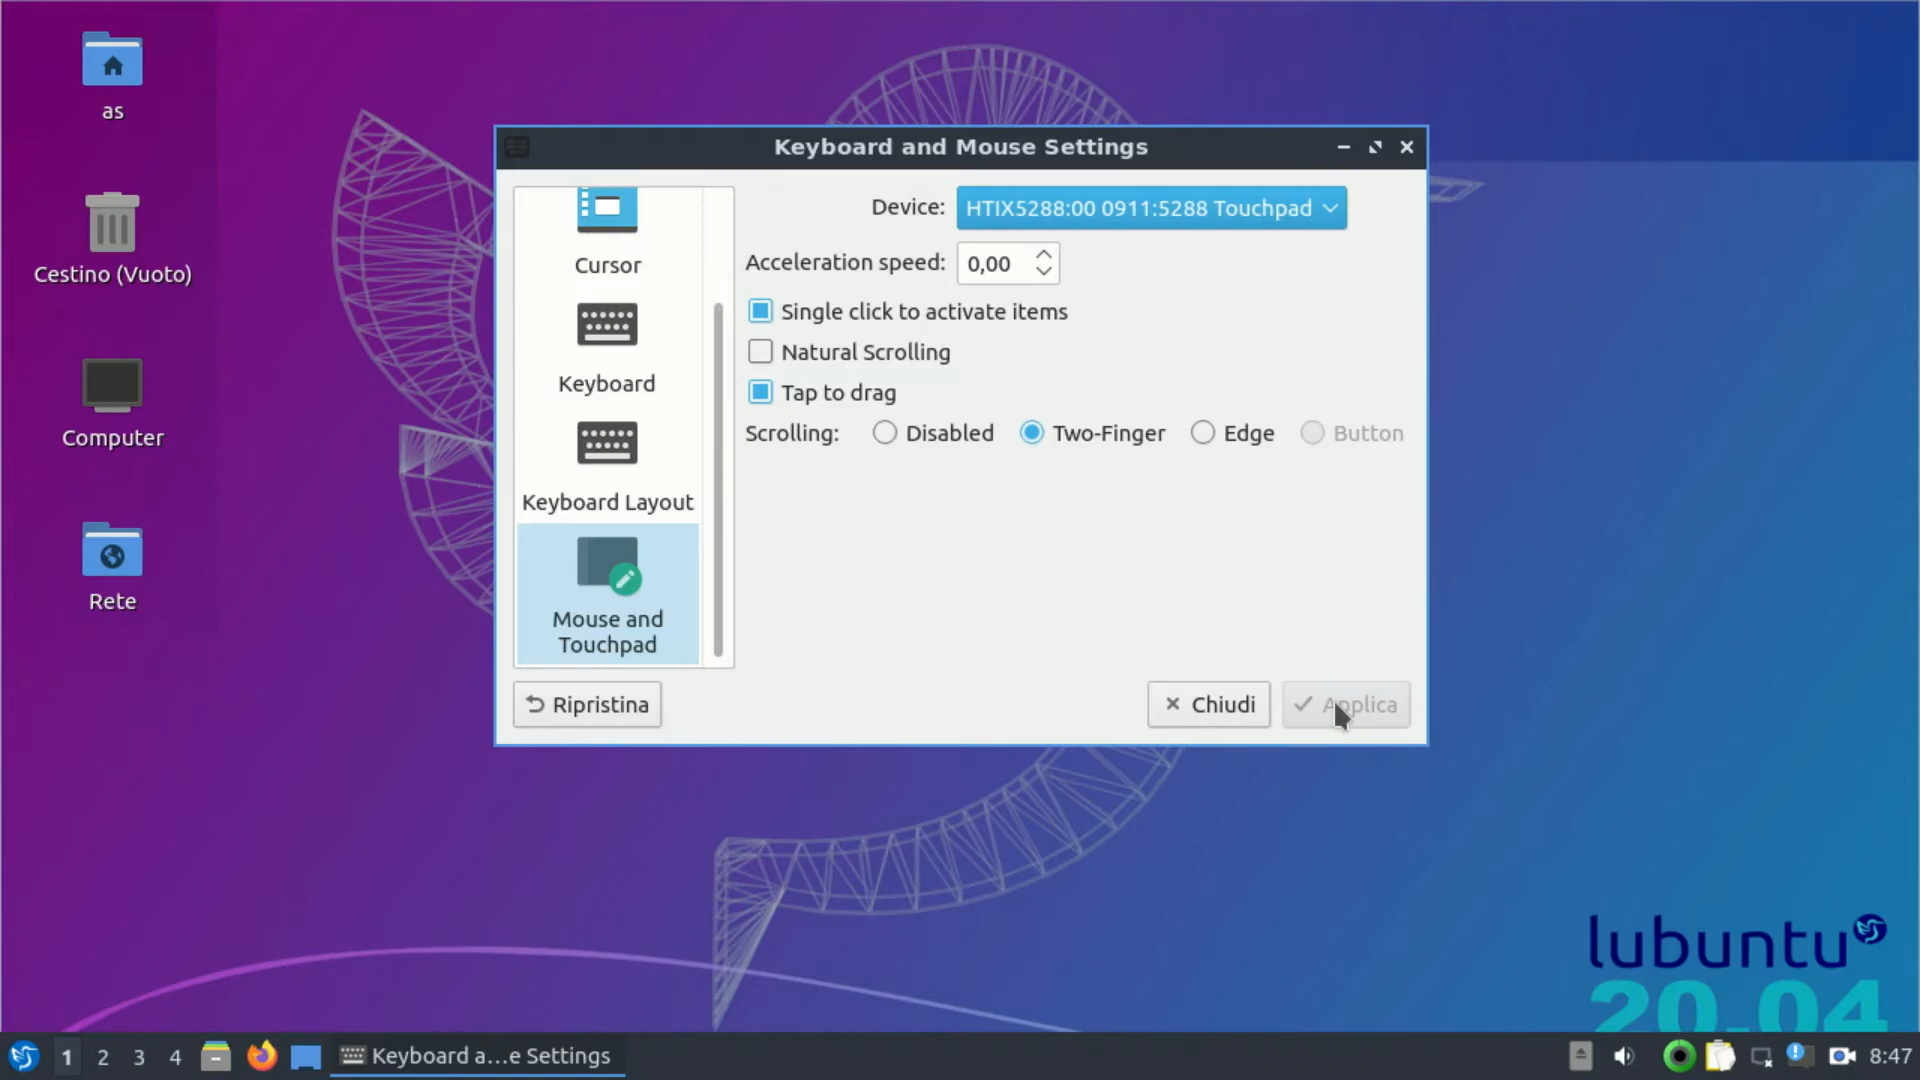 as
Cestino (Vuoto)
Computer
Rete
Keyboard and Mouse Settings
Cursor
Keyboard
Keyboard Layout
Mouse and
Touchpad
Device: HTIX5288:00 0911:5288 Touchpad
Acceleration speed: 0,00
Single click to activate items
Natural Scrolling
Tap to drag
Scrolling: Disabled Two-Finger Edge Button
Ripristina
Chiudi
Applica
lubuntu
20.04
1 2 3 4 Keyboard a...e Settings 8:47